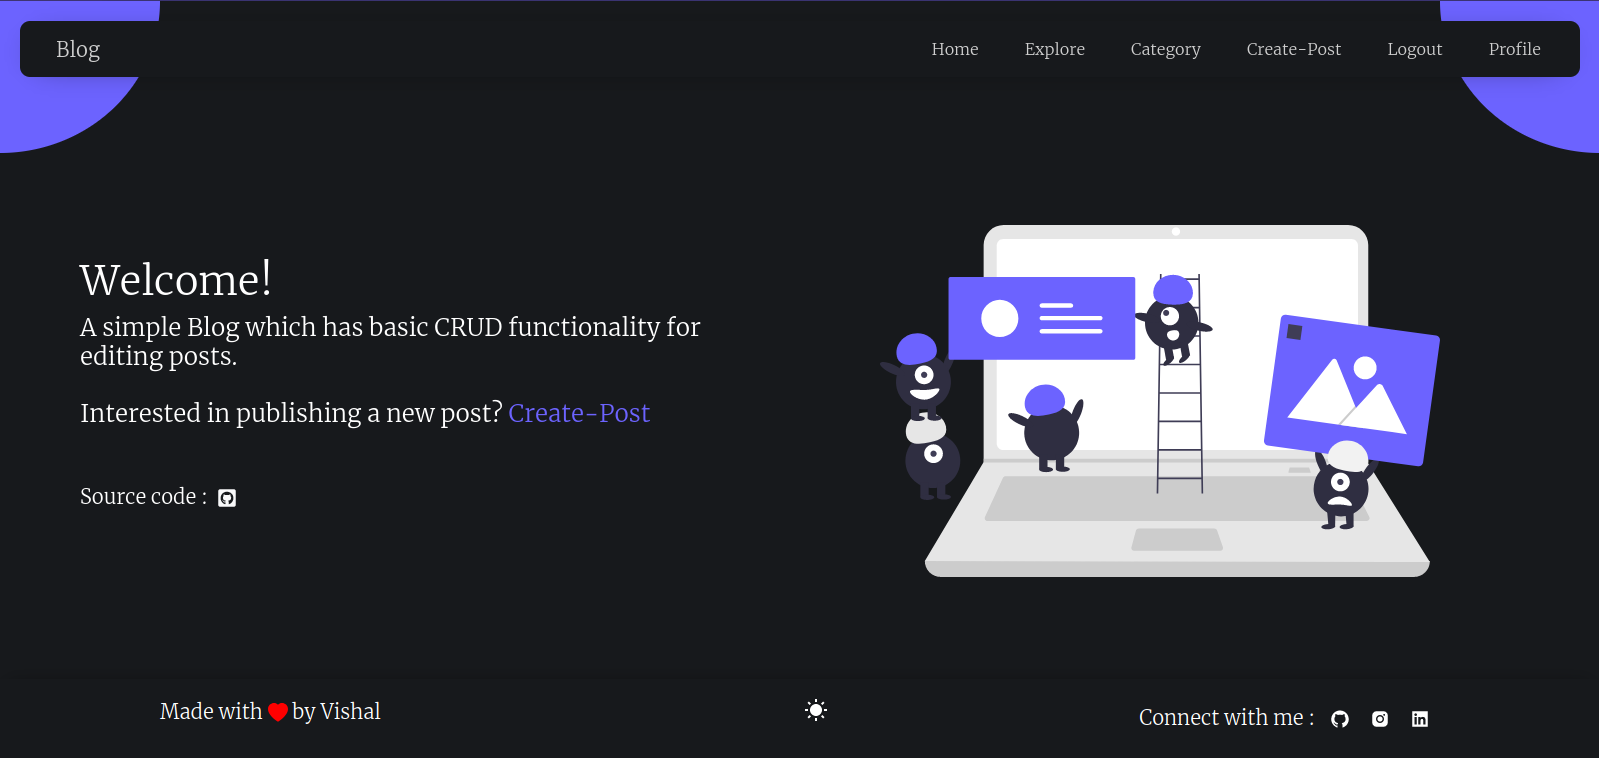 Blog
Home
Explore
Category
Create-Post
Logout
Profile
Welcome!
A simple Blog which has basic CRUD functionality for
editing posts.
Interested in publishing a new post? Create-Post
Source code :
Made with by Vishal
Connect with me :
in